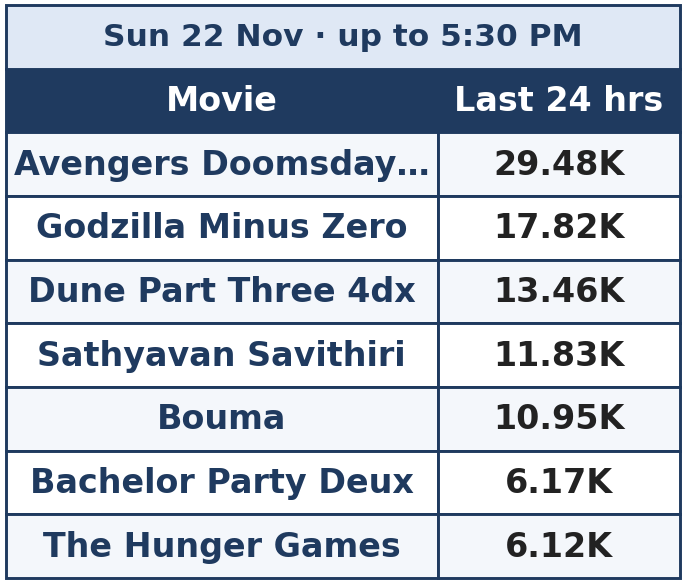 Sun 22 Nov · up to 5:30 PM
Movie Last 24 hrs
Avengers Doomsday... 29.48K
Godzilla Minus Zero 17.82K
Dune Part Three 4dx 13.46K
Sathyavan Savithiri 11.83K
Bouma 10.95K
Bachelor Party Deux 6.17K
The Hunger Games 6.12K